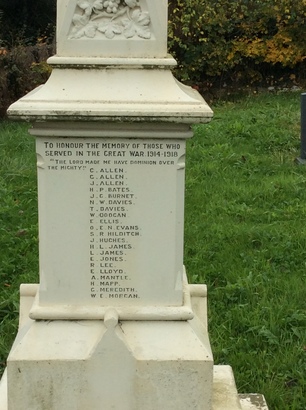 TO HONOUR THE MEMORY OF THOSE WHO
SERVED IN THE GREAT WAR. 1914-1918
"THE LORD MADE ME HAVE DOMINION OVER
THE MIGHTY"
C. ALLEN.
G. ALLEN.
J. ALLEN.
H. P. BATES.
J. E. BURNET.
N. W. DAVIES.
T. DAVIES.
W. COOGAN.
E. ELLIS.
O. E. N. EVANS.
S. R. HILDITCH.
J. HUGHES.
H. L. JAMES.
L. JAMES.
E. JONES.
R. LEE.
E. LLOYD.
A. MANTLE.
H. MAPP.
C. MEREDITH.
W. E. MORGAN.